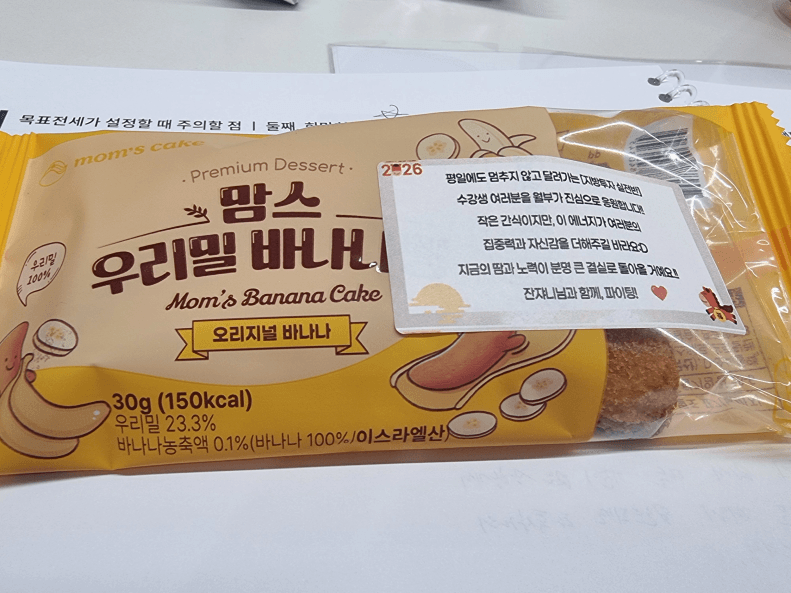 목표전세가 설정할 때 주의할 점 | 둘째,
mom's cake
· Premium Dessert ·
맘스
우리밀 바나나
Mom's Banana Cake
오리지널 바나나
우리밀
100%
30g (150kcal)
우리밀 23.3%
바나나농축액 0.1%(바나나 100%/이스라엘산)
2026
평일에도 멈추지 않고 달려가는 [지방투자 실전반]
수강생 여러분을 월부가 진심으로 응원합니다!
작은 간식이지만, 이 에너지가 여러분의
집중력과 자신감을 더해주길 바라요:D
지금의 땀과 노력이 분명 큰 결실로 돌아올 거예요!!
잔쟈니님과 함께, 파이팅!